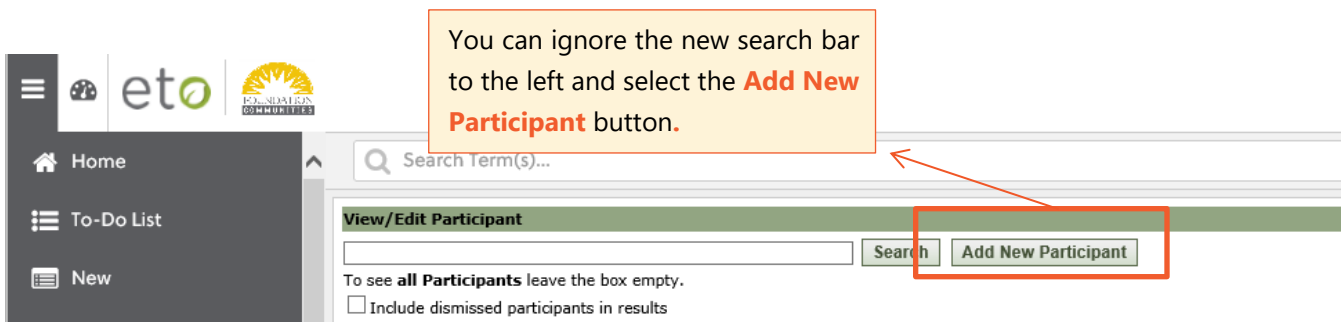 You can ignore the new search bar
to the left and select the Add New
Participant button.
eto
FOUNDATION
COMMUNITIES
Home
Search Term(s)...
To-Do List
View/Edit Participant
Search
Add New Participant
New
To see all Participants leave the box empty.
Include dismissed participants in results